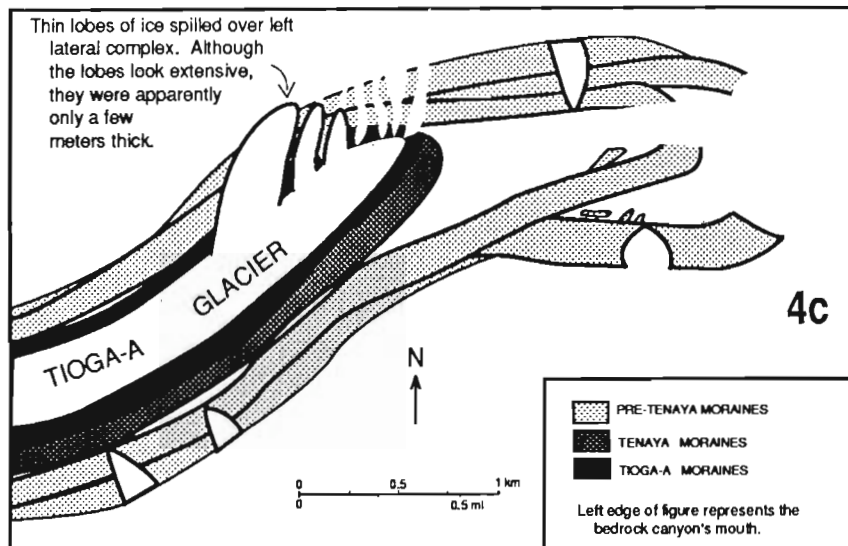 Thin lobes of ice spilled over left
lateral complex. Although
the lobes look extensive,
they were apparently
only a few
meters thick.
TIOGA-A GLACIER
4c
N
0 0.5 1 km
0 0.5 mi
PRE-TENAYA MORAINES
TENAYA MORAINES
TIOGA-A MORAINES
Left edge of figure represents the
bedrock canyon's mouth.